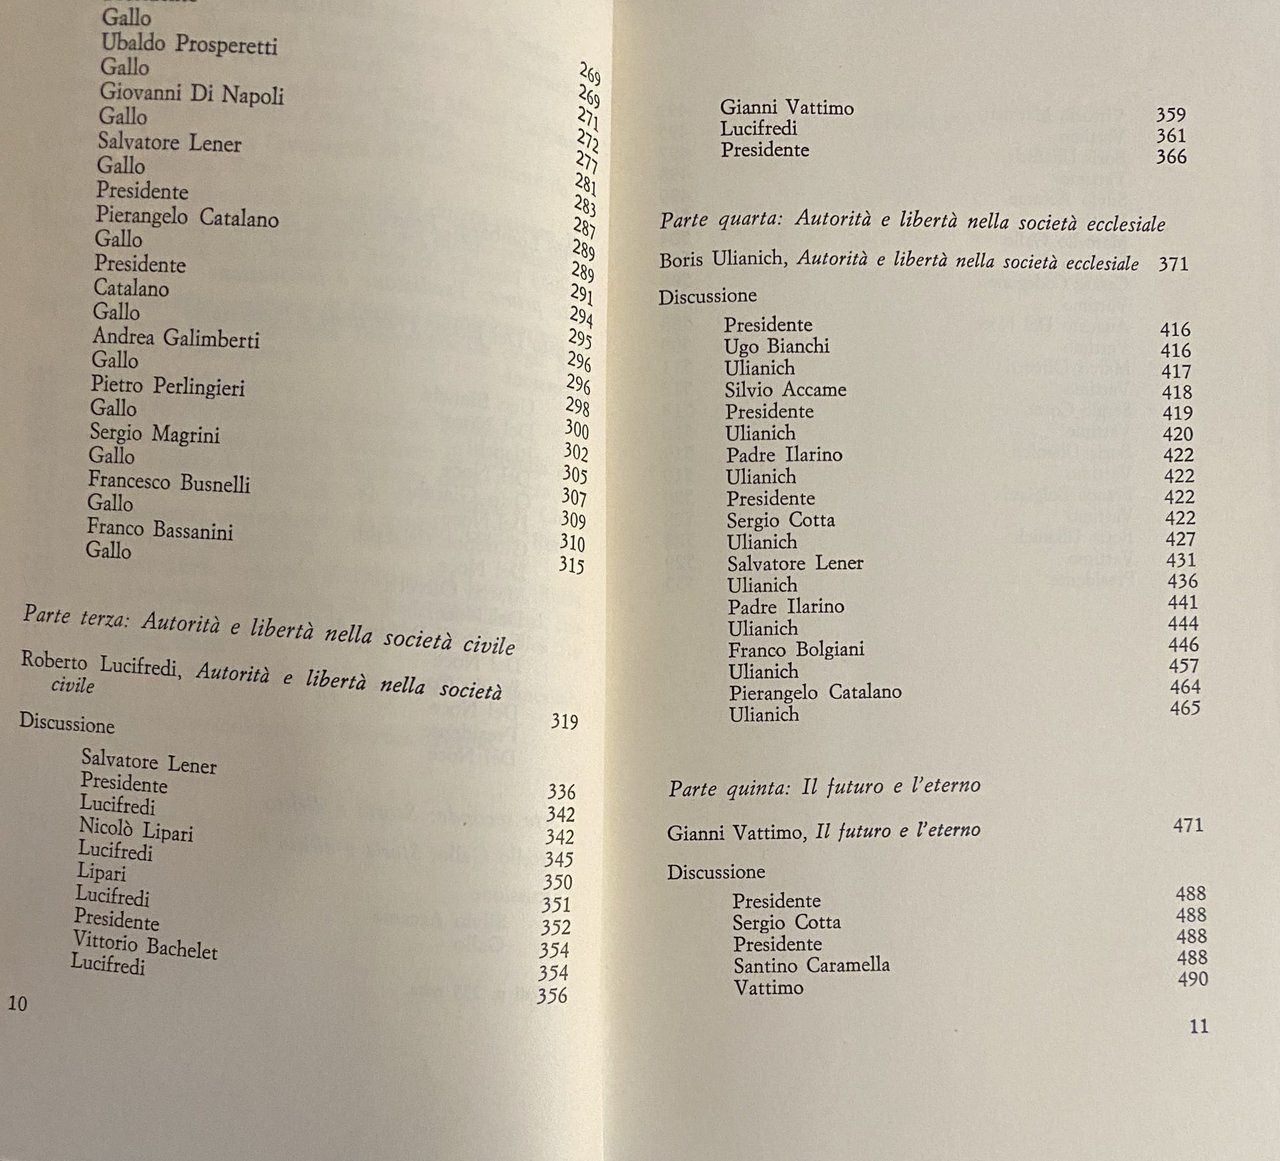 Gallo 269
Ubaldo Prosperetti 269
Gallo 271
Giovanni Di Napoli 272
Gallo 277
Salvatore Lener 281
Gallo 283
Presidente 287
Pierangelo Catalano 289
Gallo 289
Presidente 291
Catalano 294
Gallo 295
Andrea Galimberti 296
Gallo 296
Pietro Perlingieri 298
Gallo 300
Sergio Magrini 302
Gallo 305
Francesco Busnelli 307
Gallo 309
Franco Bassanini 310
Gallo 315
Parte terza: Autorità e libertà nella società civile
Roberto Lucifredi, Autorità e libertà nella società
civile 319
Discussione
Salvatore Lener 336
Presidente 342
Lucifredi 342
Nicolò Lipari 345
Lucifredi 350
Lipari 351
Lucifredi 352
Presidente 354
Vittorio Bachelet 354
Lucifredi 356
10
Gianni Vattimo 359
Lucifredi 361
Presidente 366
Parte quarta: Autorità e libertà nella società ecclesiale
Boris Ulianich, Autorità e libertà nella società ecclesiale 371
Discussione
Presidente 416
Ugo Bianchi 416
Ulianich 417
Silvio Accame 418
Presidente 419
Ulianich 420
Padre Ilarino 422
Ulianich 422
Presidente 422
Sergio Cotta 422
Ulianich 427
Salvatore Lener 431
Ulianich 436
Padre Ilarino 441
Ulianich 444
Franco Bolgiani 446
Ulianich 457
Pierangelo Catalano 464
Ulianich 465
Parte quinta: Il futuro e l'eterno
Gianni Vattimo, Il futuro e l'eterno 471
Discussione
Presidente 488
Sergio Cotta 488
Presidente 488
Santino Caramella 488
Vattimo 490
11